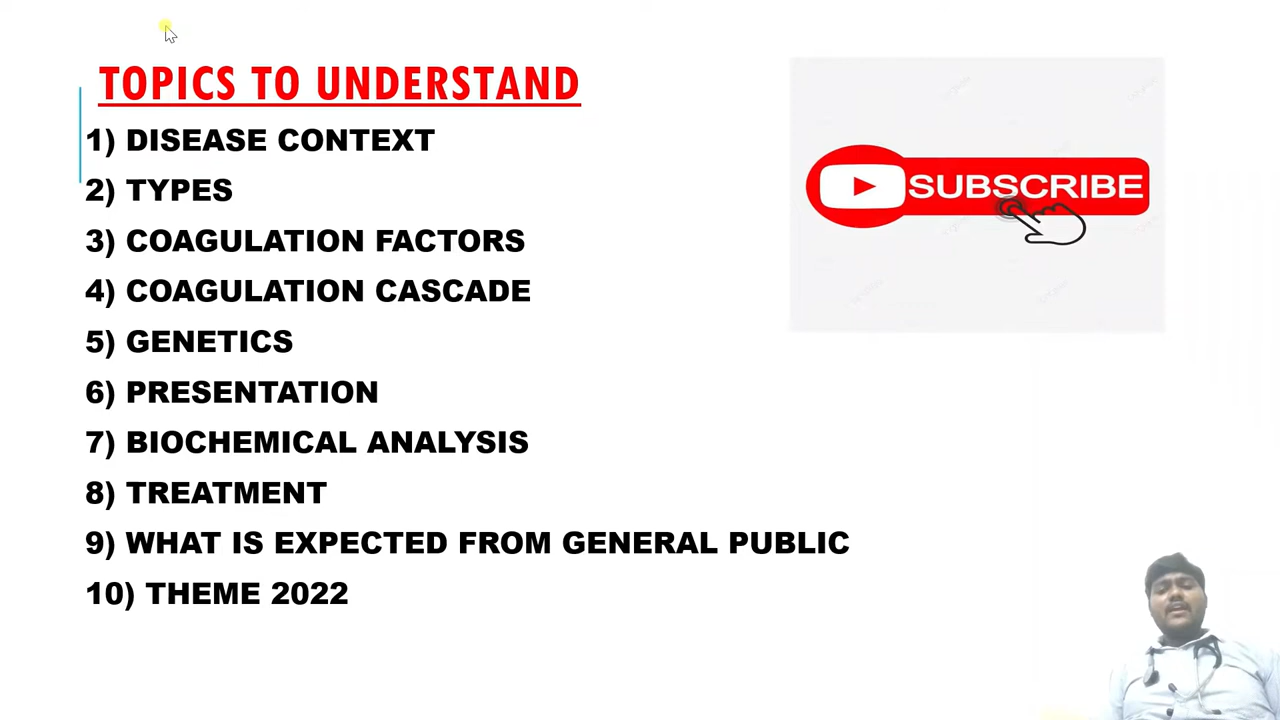 TOPICS TO UNDERSTAND
1) DISEASE CONTEXT
2) TYPES
3) COAGULATION FACTORS
4) COAGULATION CASCADE
5) GENETICS
6) PRESENTATION
7) BIOCHEMICAL ANALYSIS
8) TREATMENT
9) WHAT IS EXPECTED FROM GENERAL PUBLIC
10) THEME 2022
SUBSCRIBE